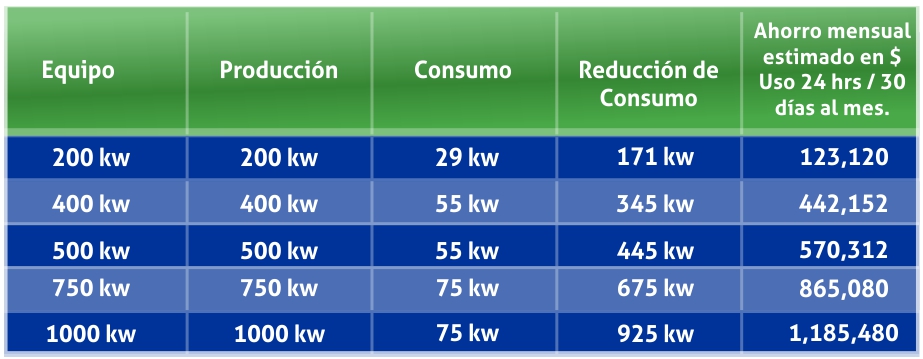 Equipo Producción Consumo Reducción de Consumo Ahorro mensual estimado en $ Uso 24 hrs / 30 días al mes.
200 kw 200 kw 29 kw 171 kw 123,120
400 kw 400 kw 55 kw 345 kw 442,152
500 kw 500 kw 55 kw 445 kw 570,312
750 kw 750 kw 75 kw 675 kw 865,080
1000 kw 1000 kw 75 kw 925 kw 1,185,480